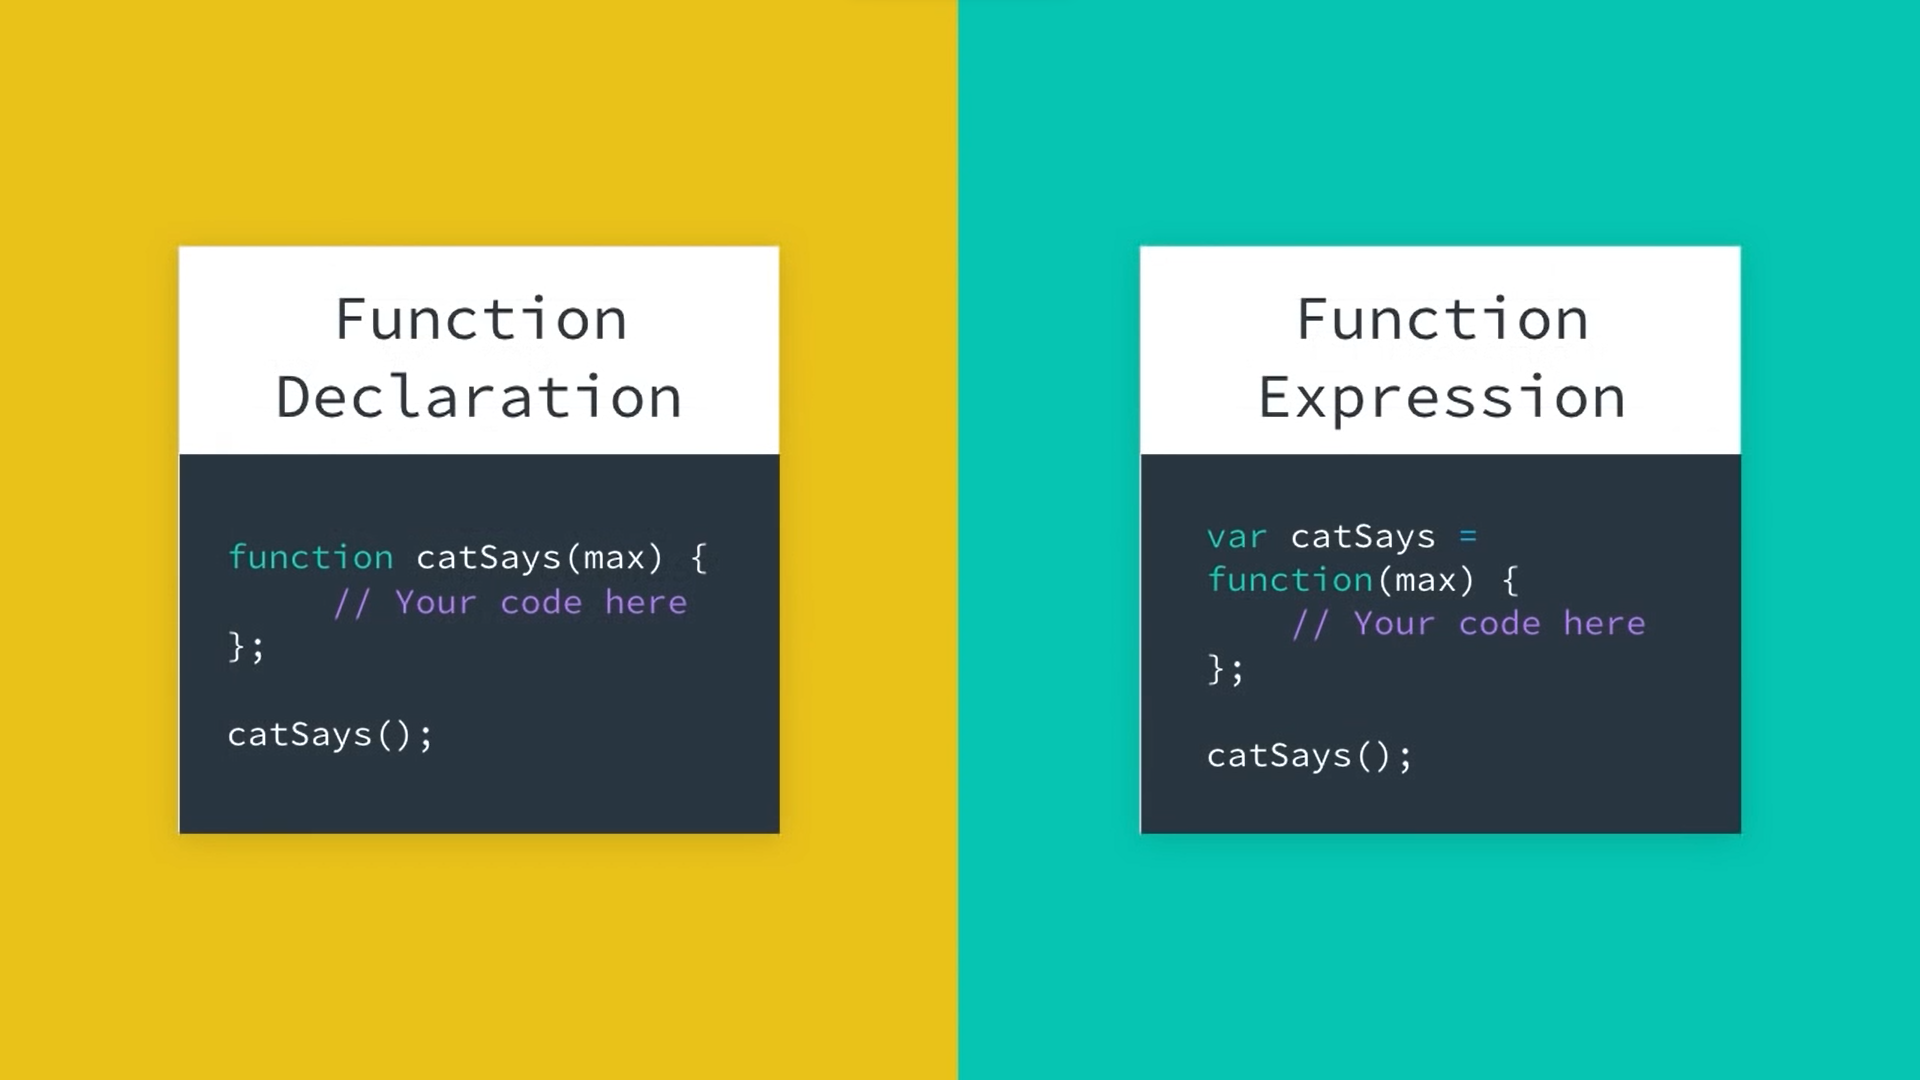 Function
Declaration
function catSays(max) {
// Your code here
};
catSays();
Function
Expression
var catSays =
function(max) {
// Your code here
};
catSays();